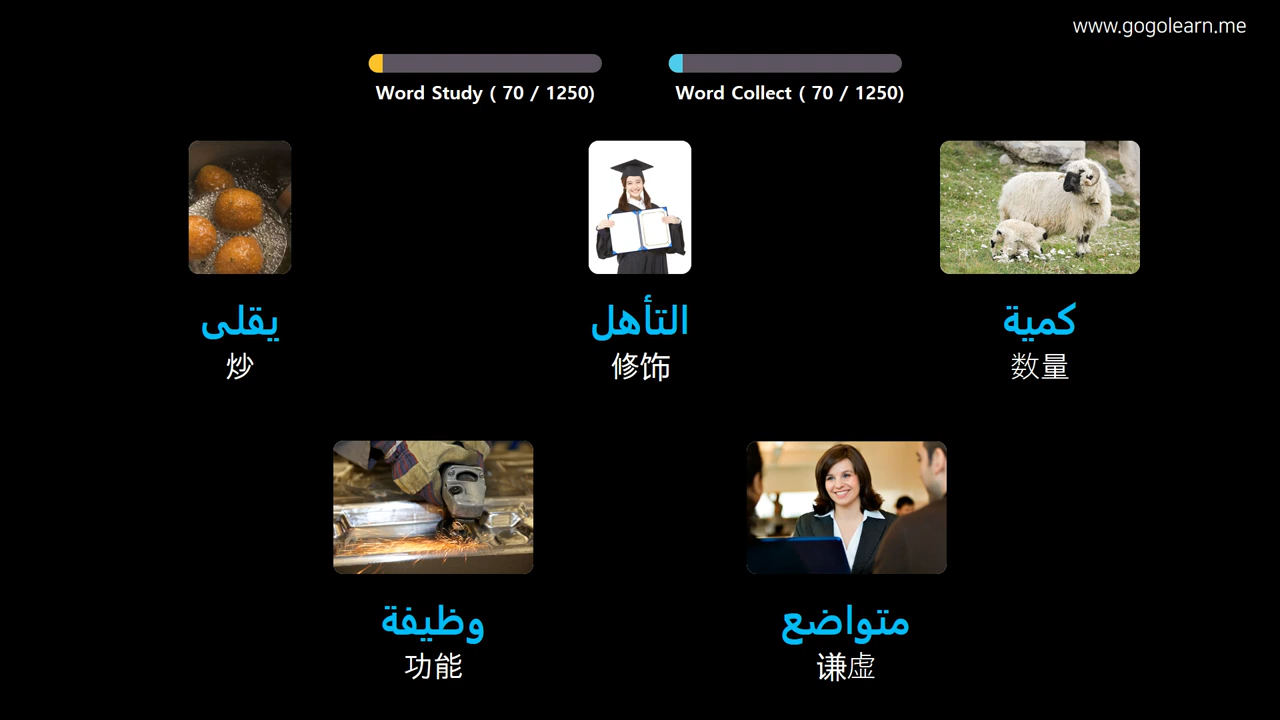 www.gogolearn.me
Word Study ( 70 / 1250)
Word Collect ( 70 / 1250)
يقلى
炒
التأهل
修饰
كمية
数量
وظيفة
功能
متواضع
谦虚